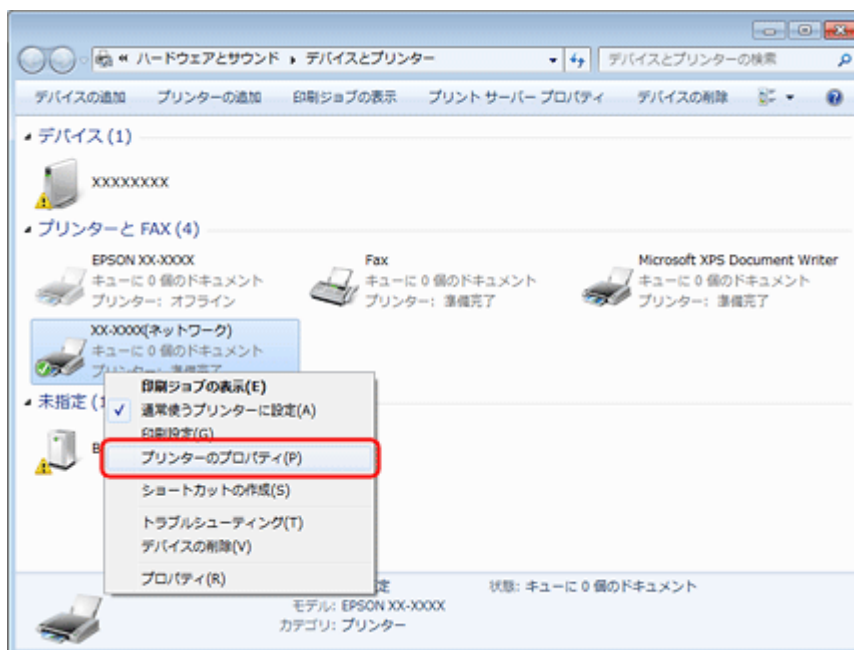 « ハードウェアとサウンド ▸ デバイスとプリンター
デバイスとプリンターの検索
デバイスの追加 プリンターの追加 印刷ジョブの表示 プリント サーバー プロパティ デバイスの削除
デバイス (1)
XXXXXXXX
プリンターと FAX (4)
EPSON XX-XXXX
キューに 0 個のドキュメント
プリンター: オフライン
Fax
キューに 0 個のドキュメント
プリンター: 準備完了
Microsoft XPS Document Writer
キューに 0 個のドキュメント
プリンター: 準備完了
XX-XXXX(ネットワーク)
キューに 0 個のドキュメント
プリンター: 準備完了
未指定 (1
印刷ジョブの表示(E)
通常使うプリンターに設定(A)
印刷設定(G)
プリンターのプロパティ(P)
ショートカットの作成(S)
トラブルシューティング(T)
デバイスの削除(V)
プロパティ(R)
定
状態: キューに 0 個のドキュメント
モデル: EPSON XX-XXXX
カテゴリ: プリンター